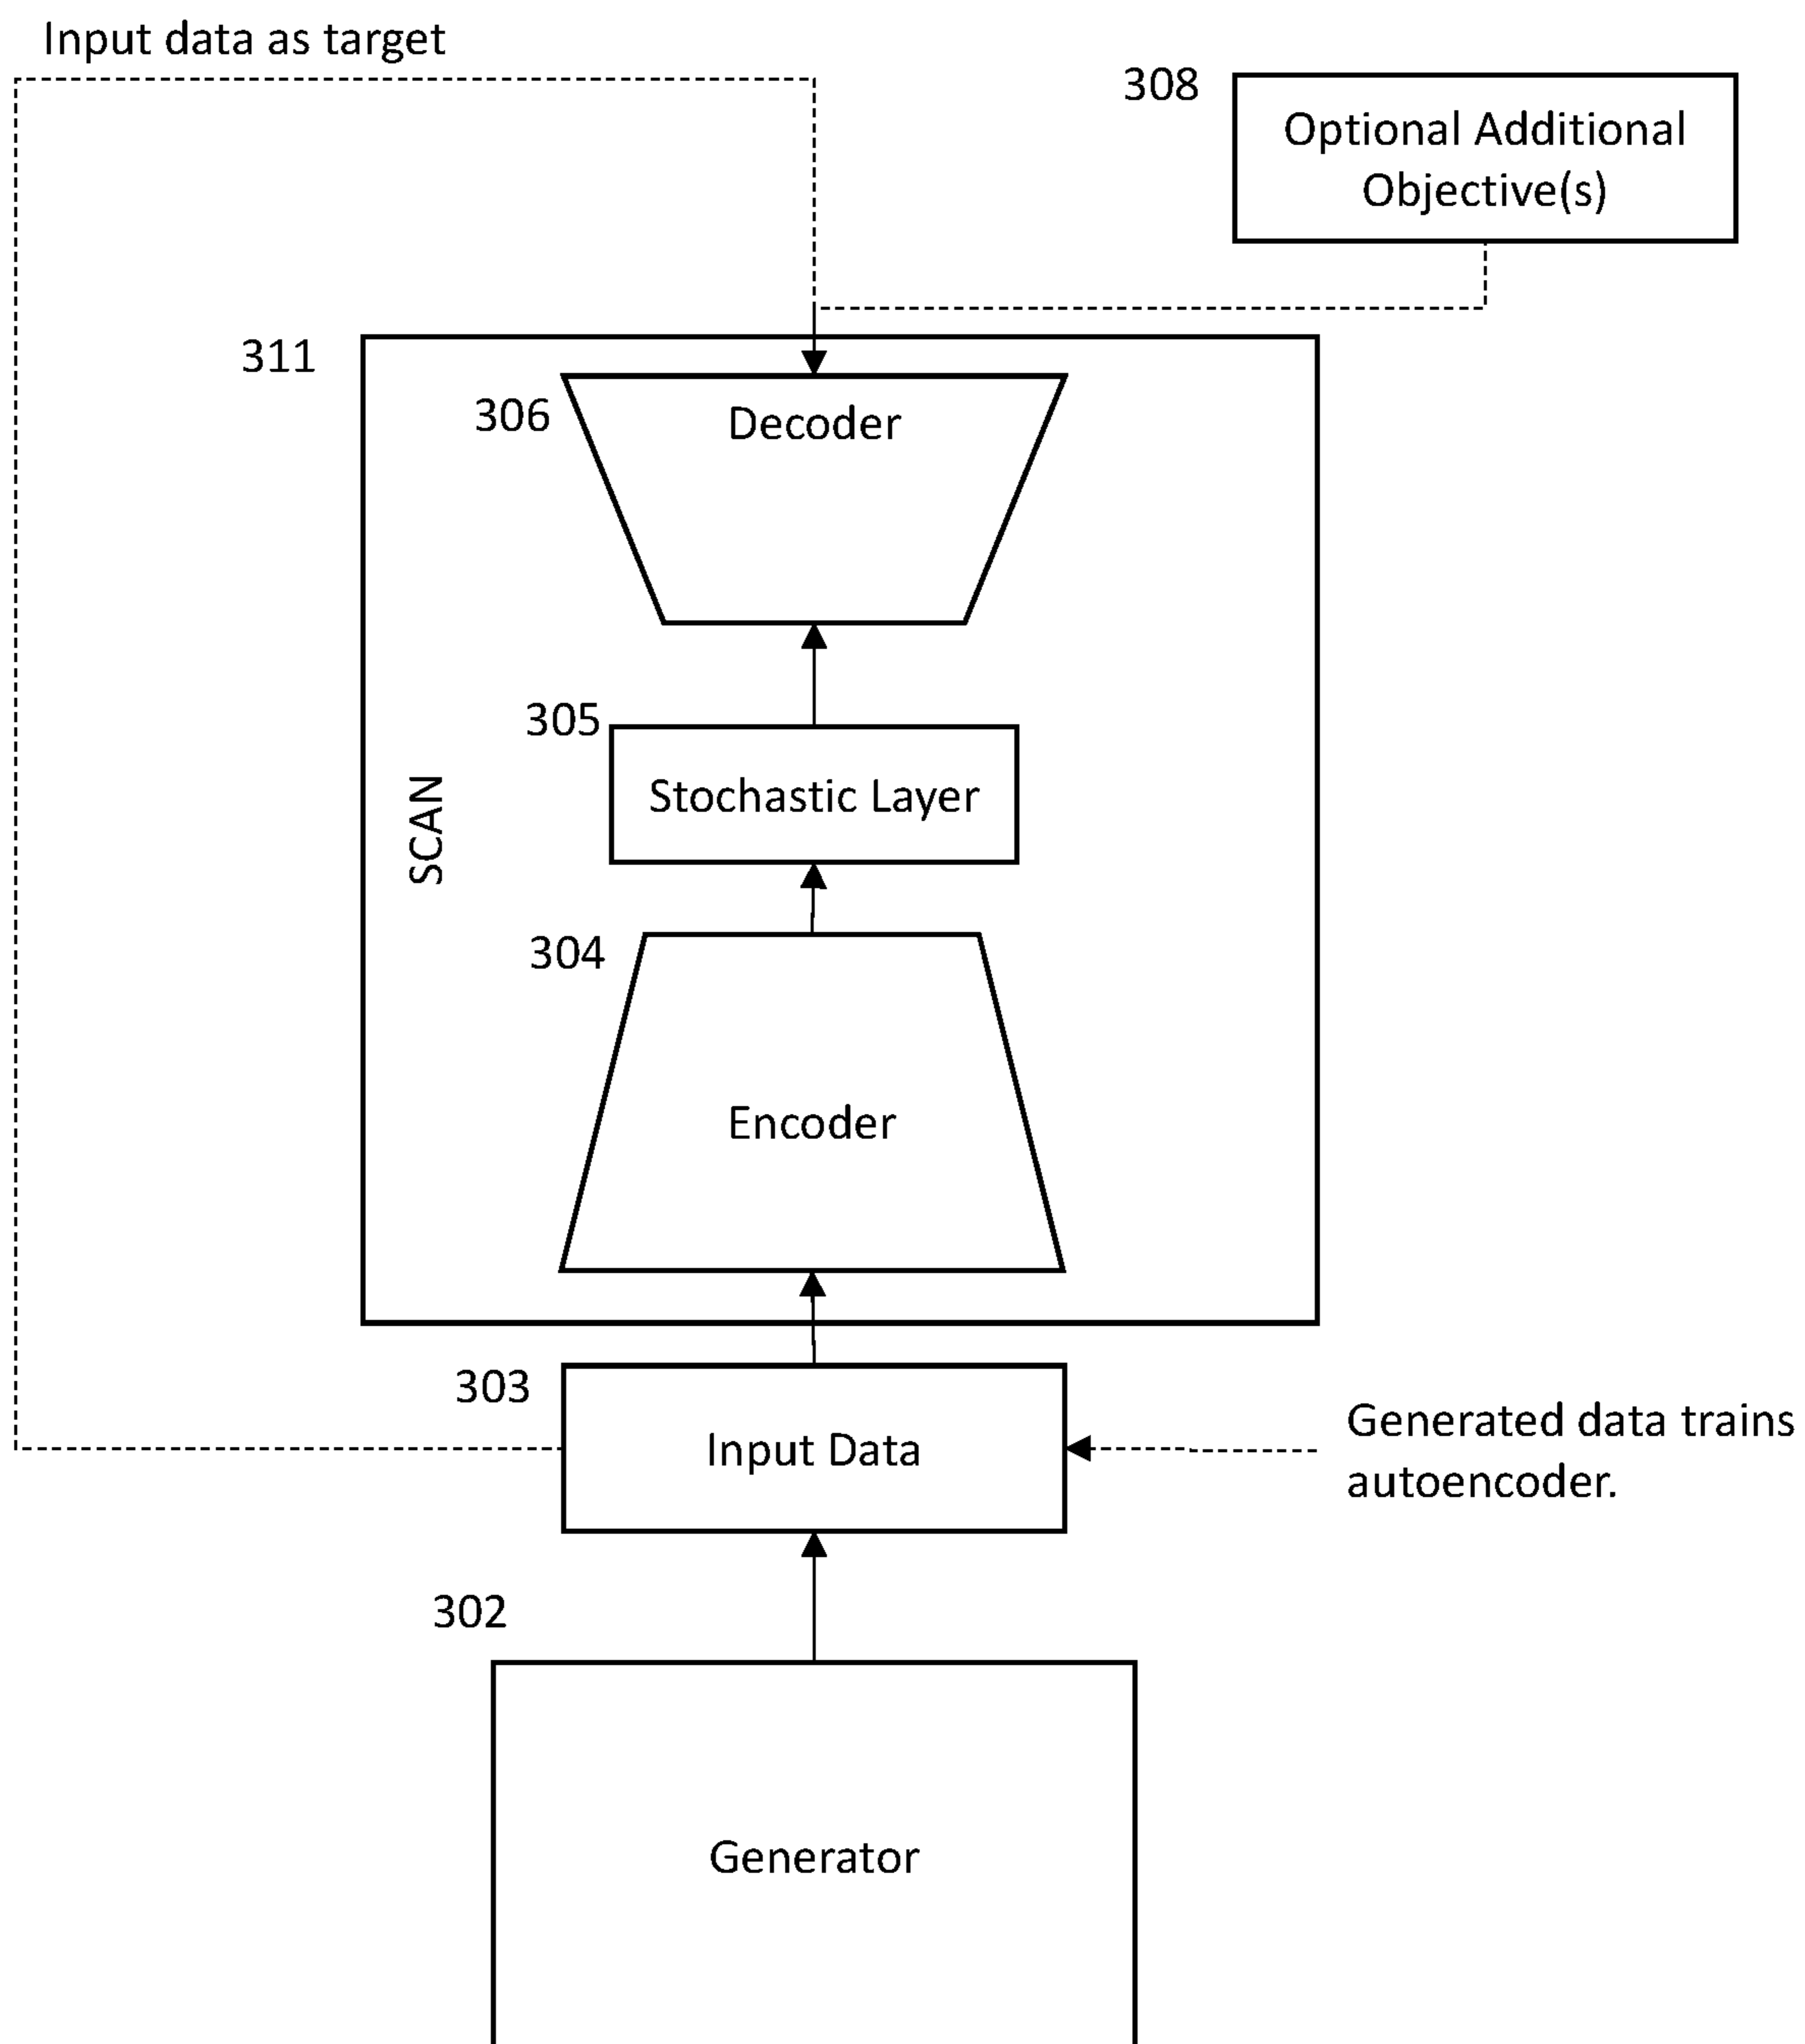 Input data as target
308
Optional Additional
Objective(s)
311
306
Decoder
305
Stochastic Layer
SCAN
304
Encoder
303
Input Data
Generated data trains
autoencoder.
302
Generator